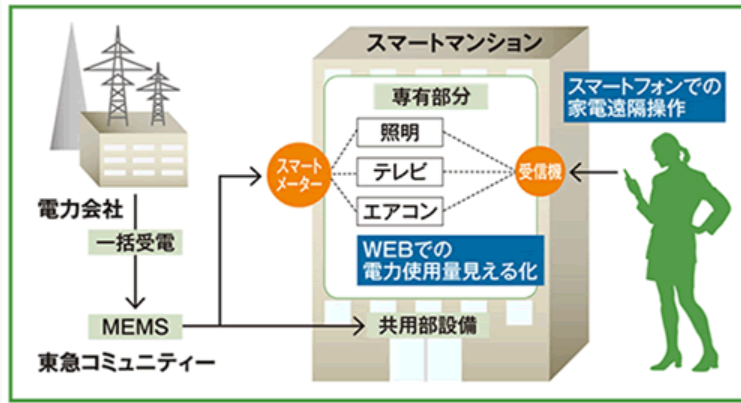 スマートマンション
専有部分
照明
テレビ
エアコン
スマート
メーター
受信機
スマートフォンでの
家電遠隔操作
WEBでの
電力使用量見える化
電力会社
一括受電
MEMS
東急コミュニティー
共用部設備